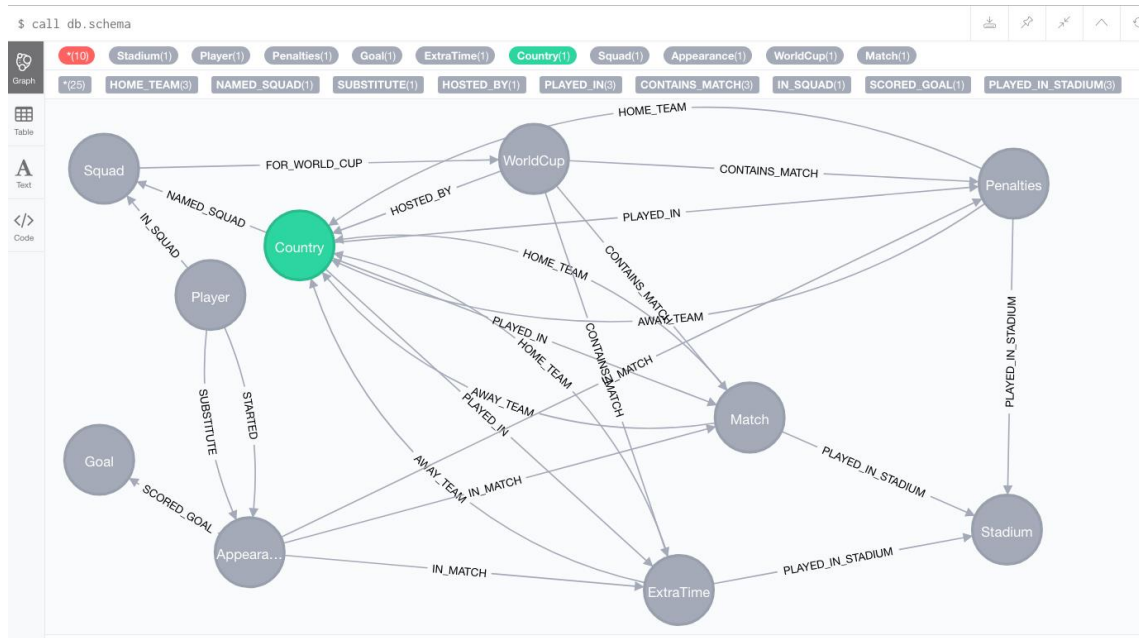 $ call db.schema
*(10) Stadium(1) Player(1) Penalties(1) Goal(1) ExtraTime(1) Country(1) Squad(1) Appearance(1) WorldCup(1) Match(1)
*(25) HOME_TEAM(3) NAMED_SQUAD(1) SUBSTITUTE(1) HOSTED_BY(1) PLAYED_IN(3) CONTAINS_MATCH(3) IN_SQUAD(1) SCORED_GOAL(1) PLAYED_IN_STADIUM(3)
Graph
Table
A
Text
</>
Code
HOME_TEAM
Squad
FOR_WORLD_CUP
WorldCup
CONTAINS_MATCH
Penalties
NAMED_SQUAD
HOSTED_BY
PLAYED_IN
IN_SQUAD
Country
HOME_TEAM
CONTAINS_MATCH
Player
AWAY_TEAM
PLAYED_IN
HOME_TEAM
CONTAINS_MATCH
IN_MATCH
PLAYED_IN_STADIUM
SUBSTITUTE
STARTED
AWAY_TEAM
PLAYED_IN
Match
Goal
PLAYED_IN_STADIUM
AWAY_TEAM
IN_MATCH
SCORED_GOAL
Appeara...
Stadium
IN_MATCH
PLAYED_IN_STADIUM
ExtraTime